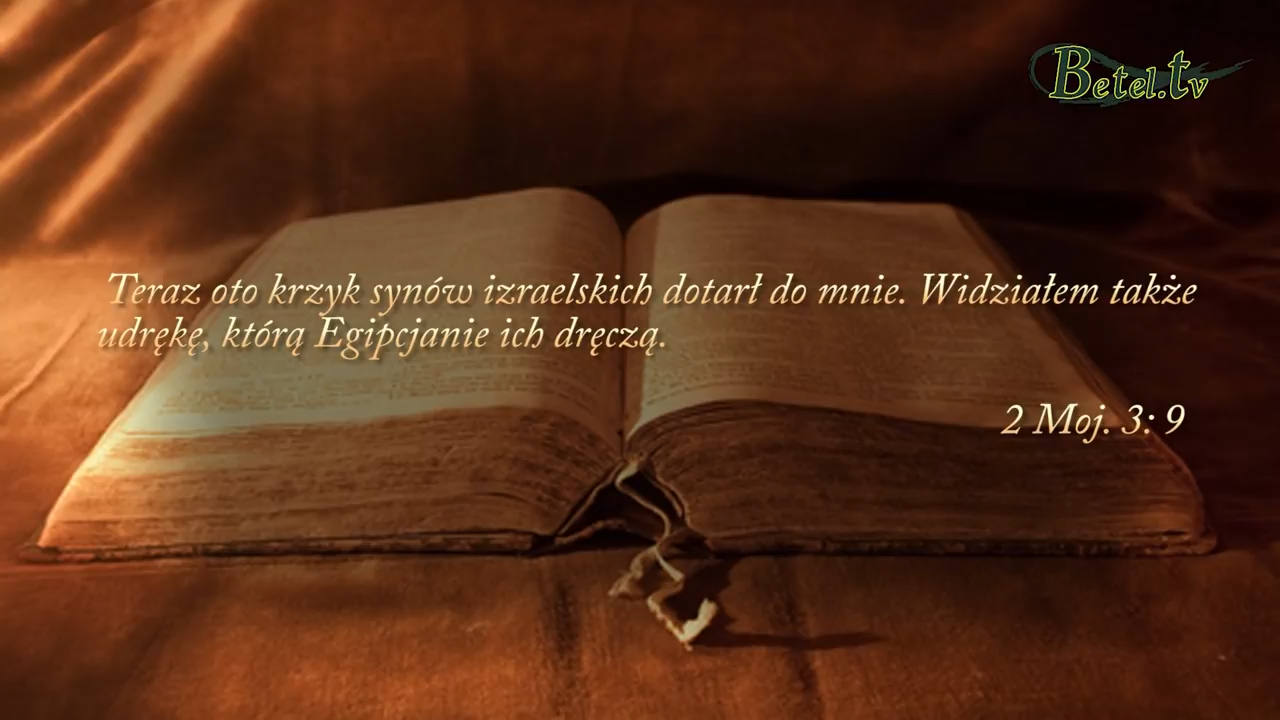 Betel.tv
Teraz oto krzyk synów izraelskich dotarł do mnie. Widziałem także
udrękę, którą Egipcjanie ich dręczą.
2 Moj. 3: 9